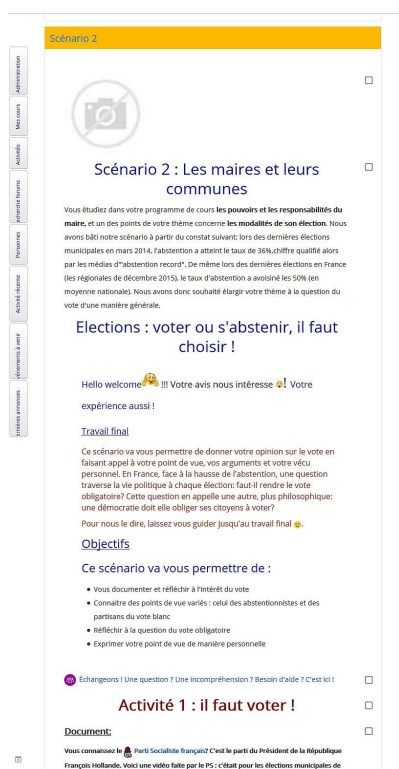 Scénario 2
Administration
Mes cours
Activités
echerche forums
Personnes
Activité récente
vénements à venir
ernières annonces
Scénario 2 : Les maires et leurs
communes
Vous étudiez dans votre programme de cours les pouvoirs et les responsabilités du
maire, et un des points de votre thème concerne les modalités de son élection. Nous
avons bâti notre scénario à partir du constat suivant: lors des dernières élections
municipales en mars 2014, l'abstention a atteint le taux de 36%,chiffre qualifié alors
par les médias d'"abstention record". De même lors des dernières élections en France
(les régionales de décembre 2015), le taux d'abstention a avoisiné les 50% (en
moyenne nationale). Nous avons donc souhaité élargir votre thème à la question du
vote d'une manière générale.
Elections : voter ou s'abstenir, il faut
choisir !
Hello welcome !!! Votre avis nous intéresse ! Votre
expérience aussi !
Travail final
Ce scénario va vous permettre de donner votre opinion sur le vote en
faisant appel à votre point de vue, vos arguments et votre vécu
personnel. En France, face à la hausse de l'abstention, une question
traverse la vie politique à chaque élection: faut-il rendre le vote
obligatoire? Cette question en appelle une autre, plus philosophique:
une démocratie doit elle obliger ses citoyens à voter?
Pour nous le dire, laissez vous guider jusqu'au travail final .
Objectifs
Ce scénario va vous permettre de :
Vous documenter et réfléchir à l'intérêt du vote
Connaitre des points de vue variés : celui des abstentionnistes et des
partisans du vote blanc
Réfléchir à la question du vote obligatoire
Exprimer votre point de vue de manière personnelle
Échangeons ! Une question ? Une incompréhension ? Besoin d'aide ? C'est ici !
Activité 1 : il faut voter !
Document:
Vous connaissez le Parti Socialiste français? C'est le parti du Président de la République
François Hollande. Voici une vidéo faite par le PS : c'était pour les élections municipales de